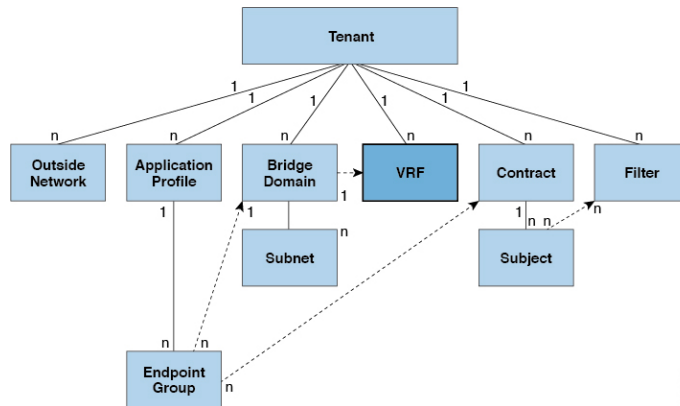 Tenant
1
1
1
1
1
1
n
n
n
n
n
n
Outside
Network
Application
Profile
Bridge
Domain
VRF
Contract
Filter
1
1
1
1
n
n
n
n
Subnet
Subject
n
n
n
Endpoint
Group